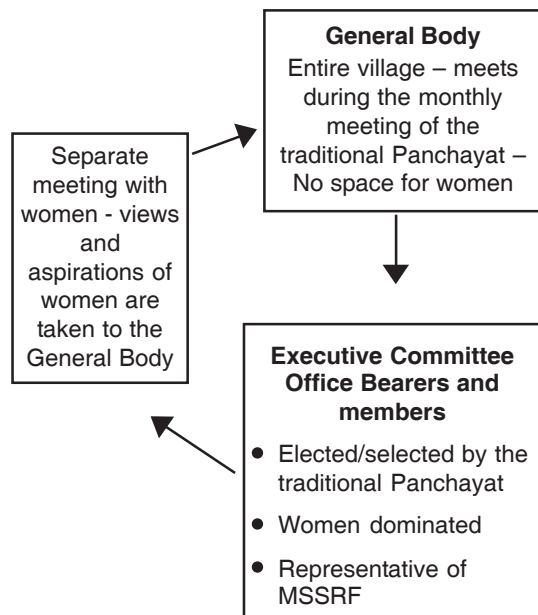 General Body
Entire village – meets
during the monthly
meeting of the
traditional Panchayat –
No space for women
Separate
meeting with
women - views
and
aspirations of
women are
taken to the
General Body
Executive Committee
Office Bearers and
members
● Elected/selected by the
traditional Panchayat
● Women dominated
● Representative of
MSSRF